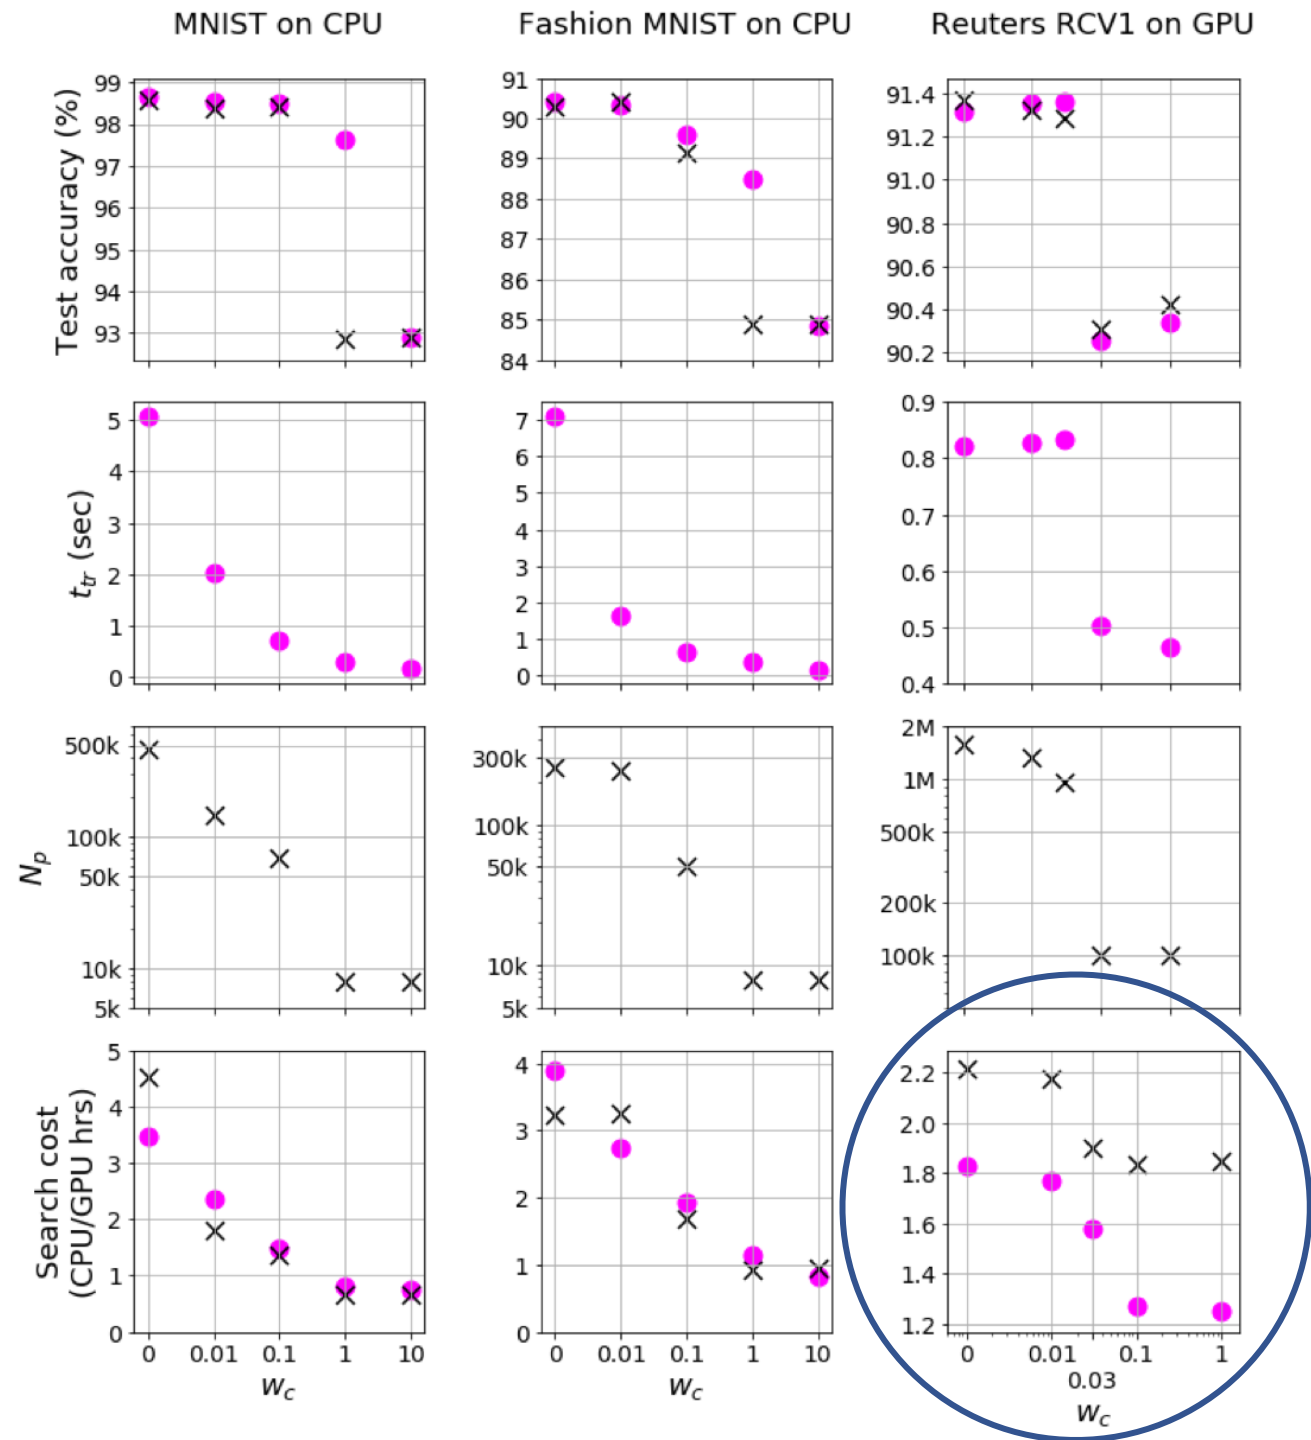 MNIST on CPU
Fashion MNIST on CPU
Reuters RCV1 on GPU
Test accuracy (%)
99
98
97
96
95
94
93
91
90
89
88
87
86
85
84
91.4
91.2
91.0
90.8
90.6
90.4
90.2
t_tr (sec)
5
4
3
2
1
0
7
6
5
4
3
2
1
0
0.9
0.8
0.7
0.6
0.5
0.4
N_p
500k
100k
50k
10k
5k
300k
100k
50k
10k
5k
2M
1M
500k
200k
100k
Search cost
(CPU/GPU hrs)
5
4
3
2
1
0
0 0.01 0.1 1 10
w_c
4
3
2
1
0
0 0.01 0.1 1 10
w_c
2.2
2.0
1.8
1.6
1.4
1.2
0 0.01 0.1 1
0.03
w_c